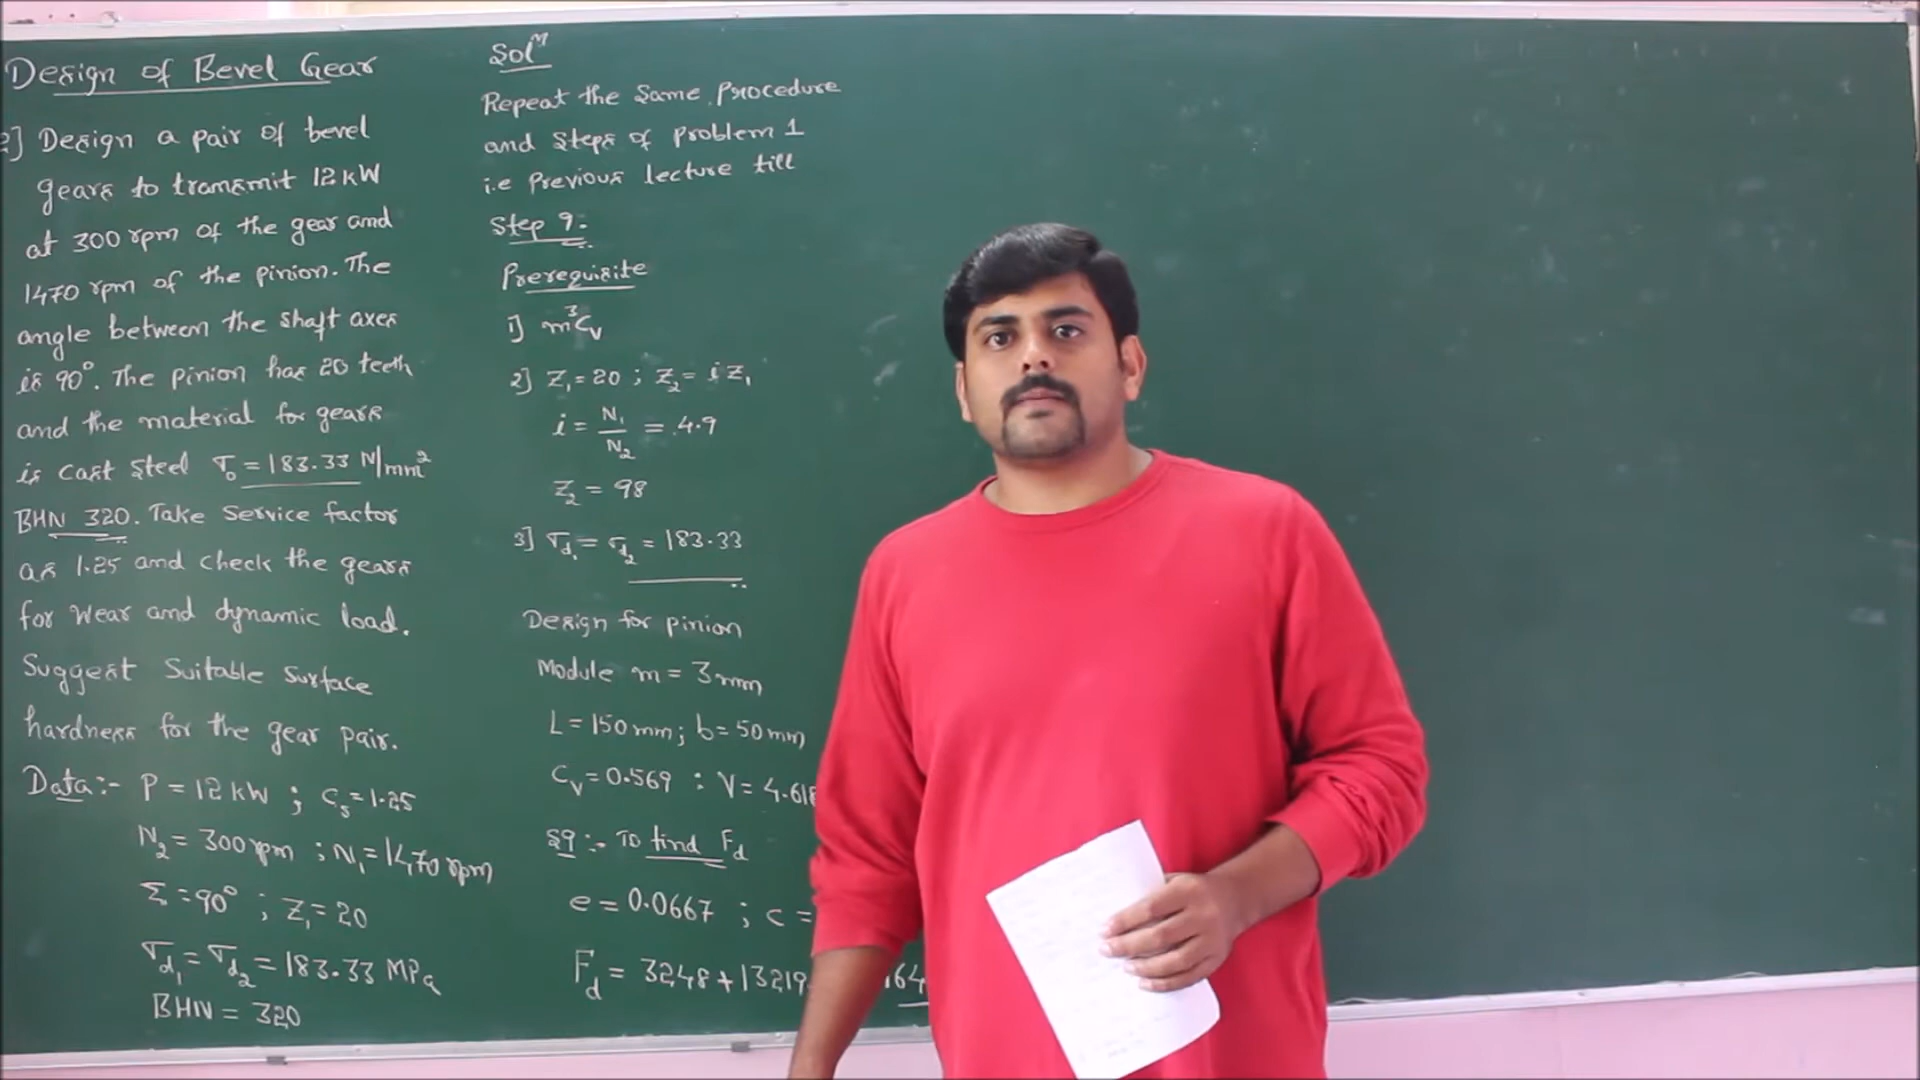 Design of Bevel Gear
2] Design a pair of bevel
gears to transmit 12 kW
at 300 rpm of the gear and
1470 rpm of the pinion. The
angle between the shaft axes
is 90°. The pinion has 20 teeth
and the material for gears
is cast steel σo = 183.33 N/mm²
BHN 320. Take Service factor
as 1.25 and check the gears
for wear and dynamic load.
Suggest Suitable Surface
hardness for the gear pair.
Data:- P = 12 kW ; Cs = 1.25
N₂ = 300 rpm ; N₁ = 1470 rpm
Σ = 90° ; Z₁ = 20
σd₁ = σd₂ = 183.33 MPa
BHN = 320
Solⁿ
Repeat the Same Procedure
and Steps of Problem 1
i.e Previous lecture till
Step 9:-
Prerequisite
1] m³Cv
2] Z₁ = 20 ; Z₂ = i Z₁
i = N₁/N₂ = 4.9
Z₂ = 98
3] σd₁ = σd₂ = 183.33
Design for pinion
Module m = 3mm
L = 150 mm ; b = 50 mm
Cv = 0.569 : V = 4.618
S9 :- To find Fd
e = 0.0667 ; c =
Fd = 3248 + 13219 164